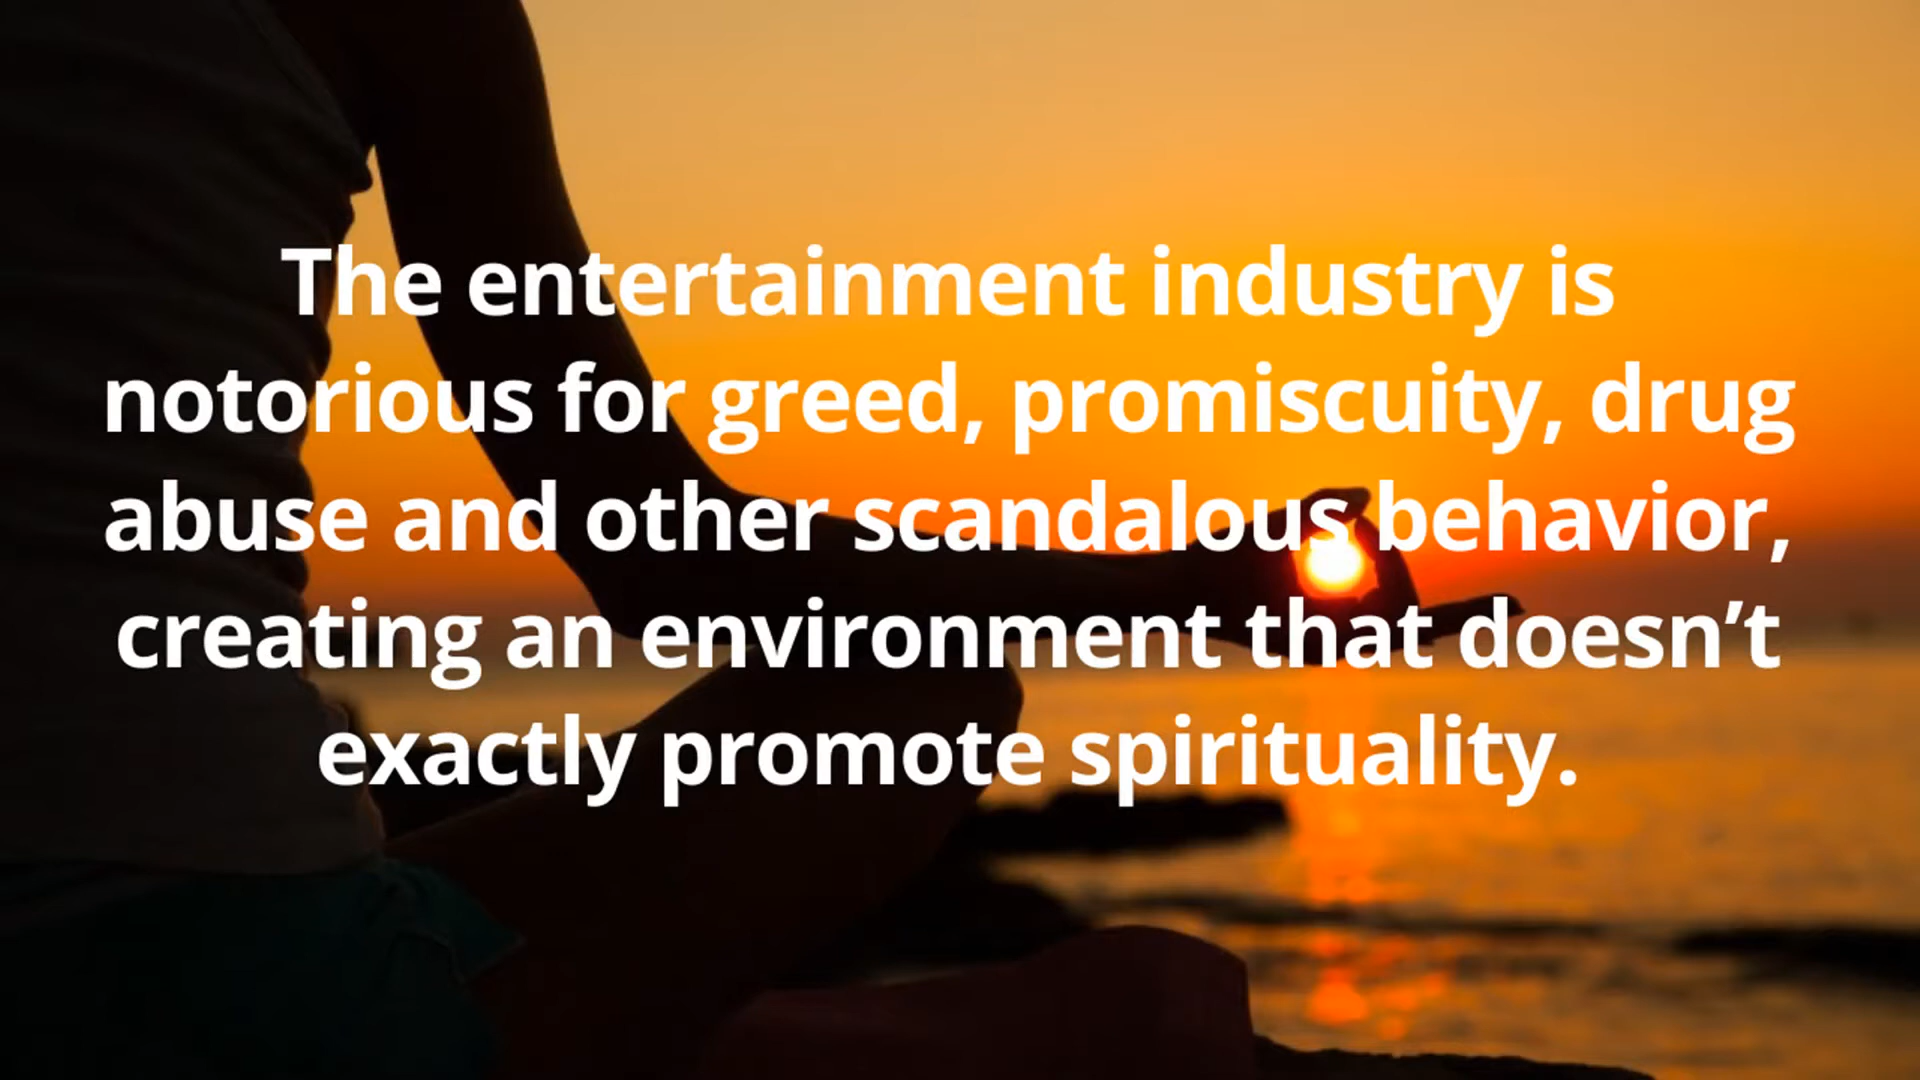 The entertainment industry is
notorious for greed, promiscuity, drug
abuse and other scandalous behavior,
creating an environment that doesn’t
exactly promote spirituality.